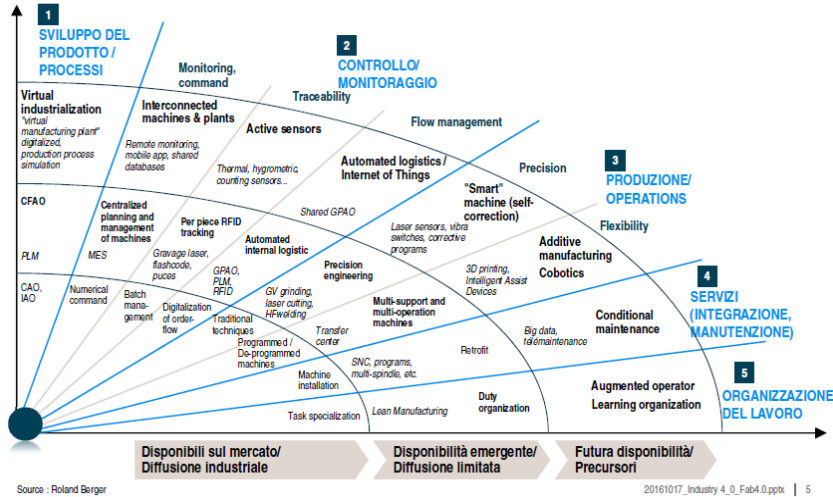 1
SVILUPPO DEL
PRODOTTO /
PROCESSI
2
CONTROLLO/
MONITORAGGIO
3
PRODUZIONE/
OPERATIONS
4
SERVIZI
(INTEGRAZIONE,
MANUTENZIONE)
5
ORGANIZZAZIONE
DEL LAVORO
Monitoring,
command
Traceability
Flow management
Precision
Flexibility
Virtual
industrialization
"virtual
manufacturing plant"
digitalized,
production process
simulation
Interconnected
machines & plants
Remote monitoring,
mobile app, shared
databases
Active sensors
Thermal, hygrometric,
counting sensors...
Automated logistics /
Internet of Things
Shared GPAO
"Smart"
machine (self-
correction)
Laser sensors, vibra
switches, corrective
programs
Additive
manufacturing
Cobotics
3D printing,
Intelligent Assist
Devices
Conditional
maintenance
Big data,
télémaintenance
Augmented operator
Learning organization
CFAO
PLM
Centralized
planning and
management
of machines
MES
Per piece RFID
tracking
Gravage laser,
flashcode,
puces
Automated
internal logistic
GPAO,
PLM,
RFID
Precision
engineering
GV grinding,
laser cutting,
HFwelding
Multi-support and
multi-operation
machines
Transfer
center
SNC, programs,
multi-spindle, etc.
Retrofit
Duty
organization
Lean Manufacturing
CAO,
IAO
Numerical
command
Batch
mana-
gement
Digitalization
of order-
flow
Traditional
techniques
Programmed /
De-programmed
machines
Machine
installation
Task specialization
Disponibili sul mercato/
Diffusione industriale
Disponibilità emergente/
Diffusione limitata
Futura disponibilità/
Precursori
Source : Roland Berger
20161017_Industry 4_0_Fab4.0.pptx | 5